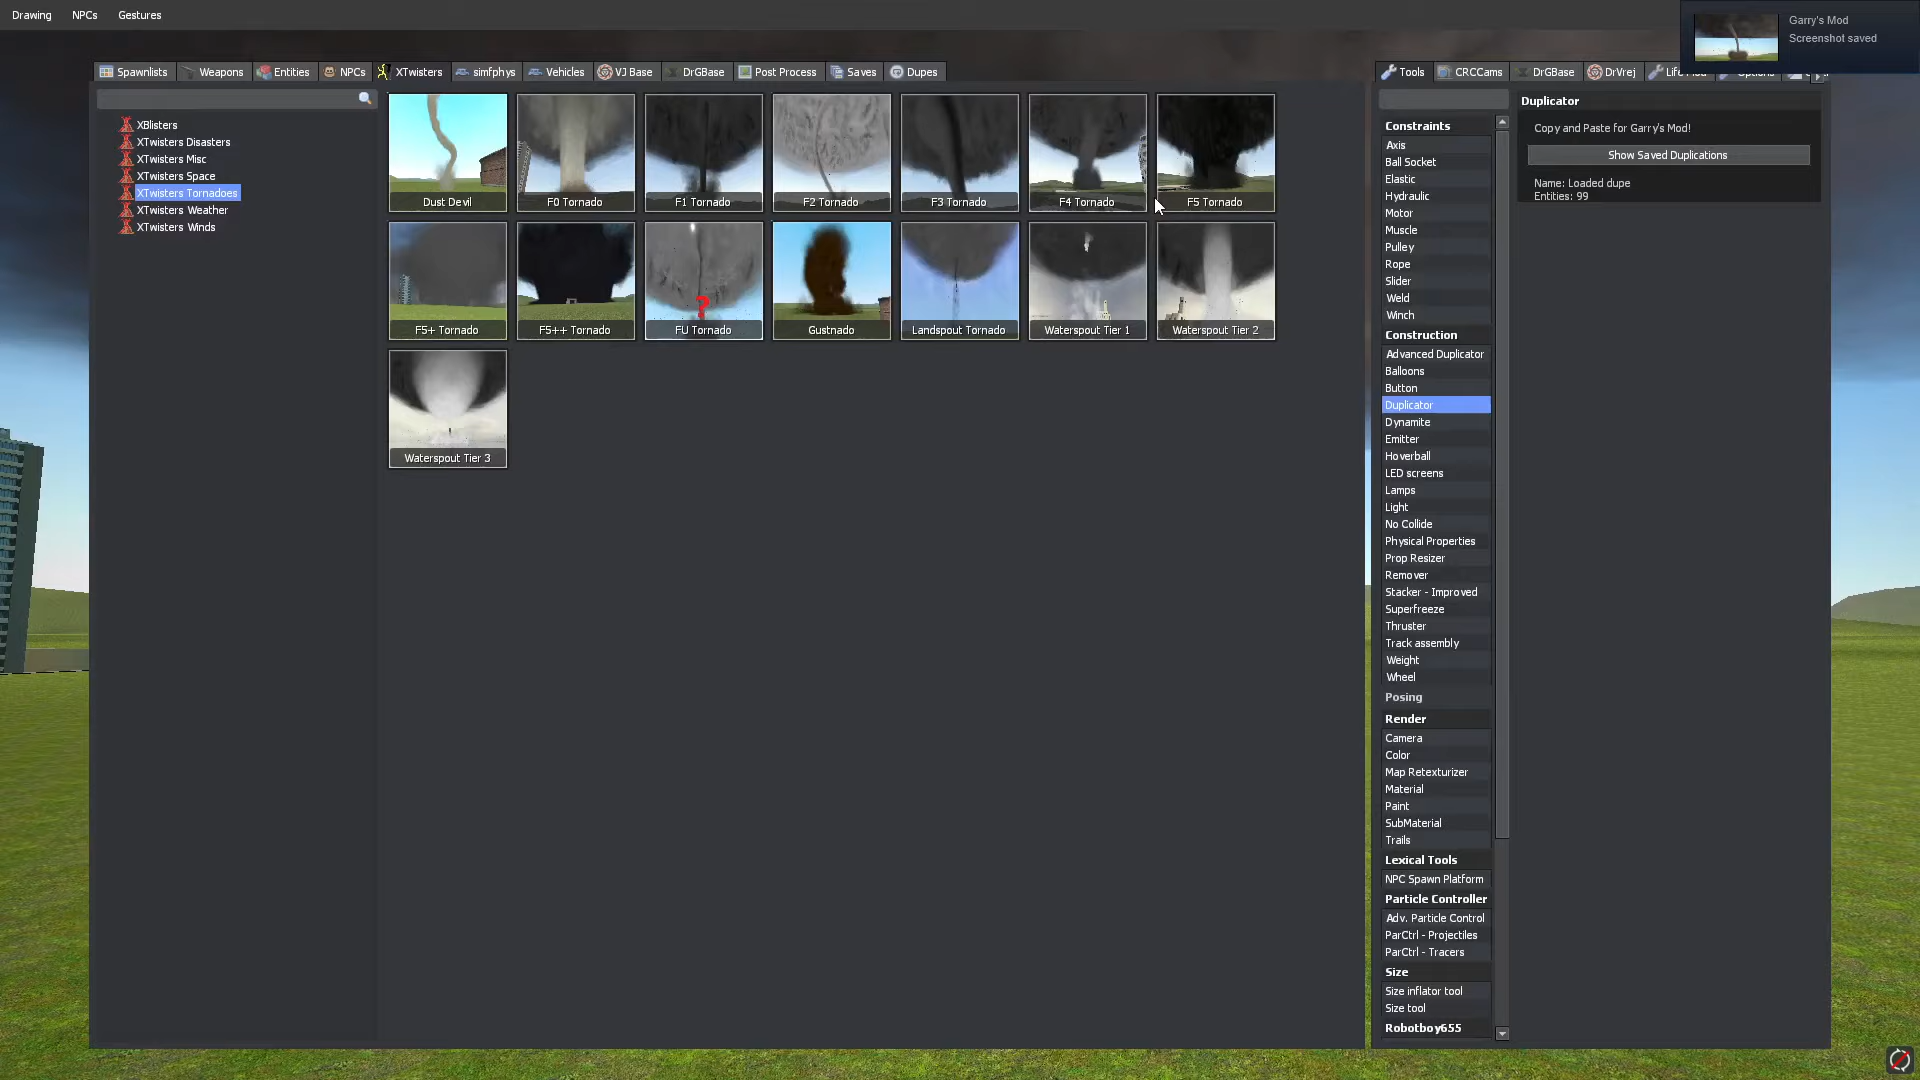 Drawing NPCs Gestures
Garry's Mod
Screenshot saved
Spawnlists Weapons Entities NPCs XTwisters simfphys Vehicles VJ Base DrGBase Post Process Saves Dupes
Tools CRCCams DrGBase DrVrej
XBlisters
XTwisters Disasters
XTwisters Misc
XTwisters Space
XTwisters Tornadoes
XTwisters Weather
XTwisters Winds
Dust Devil F0 Tornado F1 Tornado F2 Tornado F3 Tornado F4 Tornado F5 Tornado
F5+ Tornado F5++ Tornado FU Tornado Gustnado Landspout Tornado Waterspout Tier 1 Waterspout Tier 2
?
Waterspout Tier 3
Constraints
Axis
Ball Socket
Elastic
Hydraulic
Motor
Muscle
Pulley
Rope
Slider
Weld
Winch
Construction
Advanced Duplicator
Balloons
Button
Duplicator
Dynamite
Emitter
Hoverball
LED screens
Lamps
Light
No Collide
Physical Properties
Prop Resizer
Remover
Stacker - Improved
Superfreeze
Thruster
Track assembly
Weight
Wheel
Posing
Render
Camera
Color
Map Retexturizer
Material
Paint
SubMaterial
Trails
Lexical Tools
NPC Spawn Platform
Particle Controller
Adv. Particle Control
ParCtrl - Projectiles
ParCtrl - Tracers
Size
Size inflator tool
Size tool
Robotboy655
Duplicator
Copy and Paste for Garry's Mod!
Show Saved Duplications
Name: Loaded dupe
Entities: 99